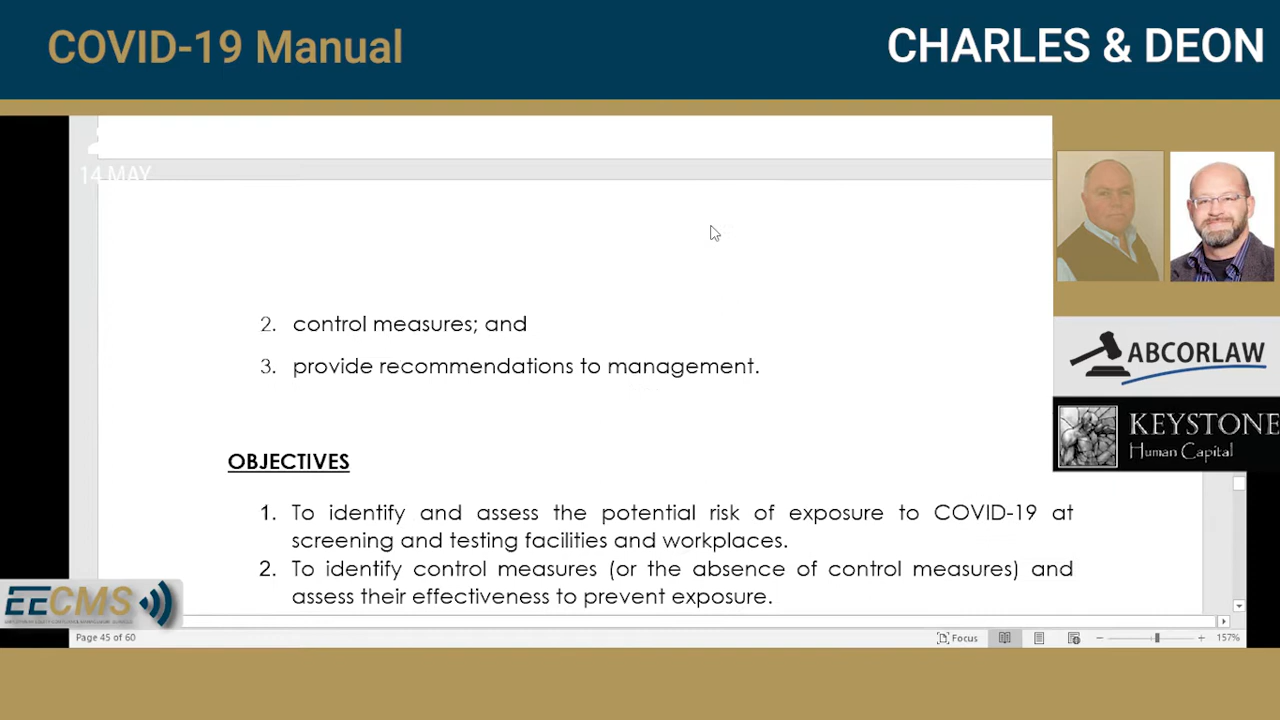 COVID-19 Manual
CHARLES & DEON
14 MAY
2. control measures; and
3. provide recommendations to management.
ABCORLAW
KEYSTONE
Human Capital
OBJECTIVES
1. To identify and assess the potential risk of exposure to COVID-19 at
screening and testing facilities and workplaces.
2. To identify control measures (or the absence of control measures) and
assess their effectiveness to prevent exposure.
EECMS
Page 45 of 60
Focus
157%